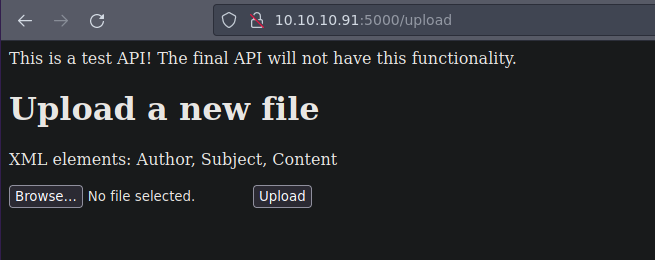 10.10.10.91:5000/upload
This is a test API! The final API will not have this functionality.
Upload a new file
XML elements: Author, Subject, Content
Browse... No file selected. Upload